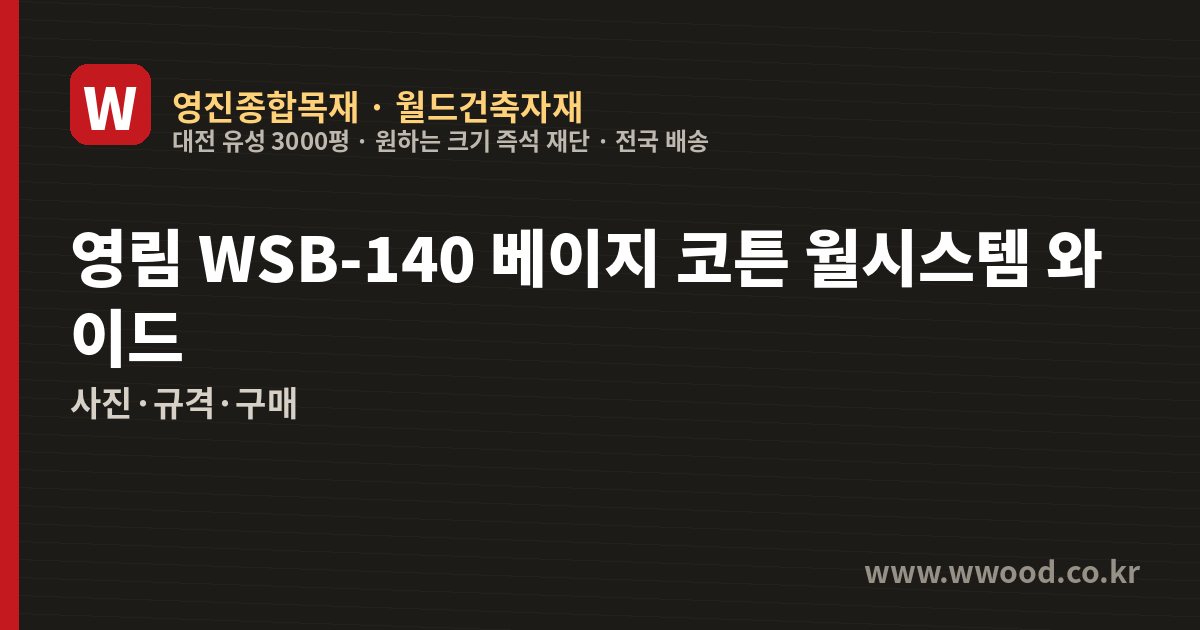 W
영진종합목재 · 월드건축자재
대전 유성 3000평 · 원하는 크기 즉석 재단 · 전국 배송
영림 WSB-140 베이지 코튼 월시스템 와
이드
사진·규격·구매
www.wwood.co.kr